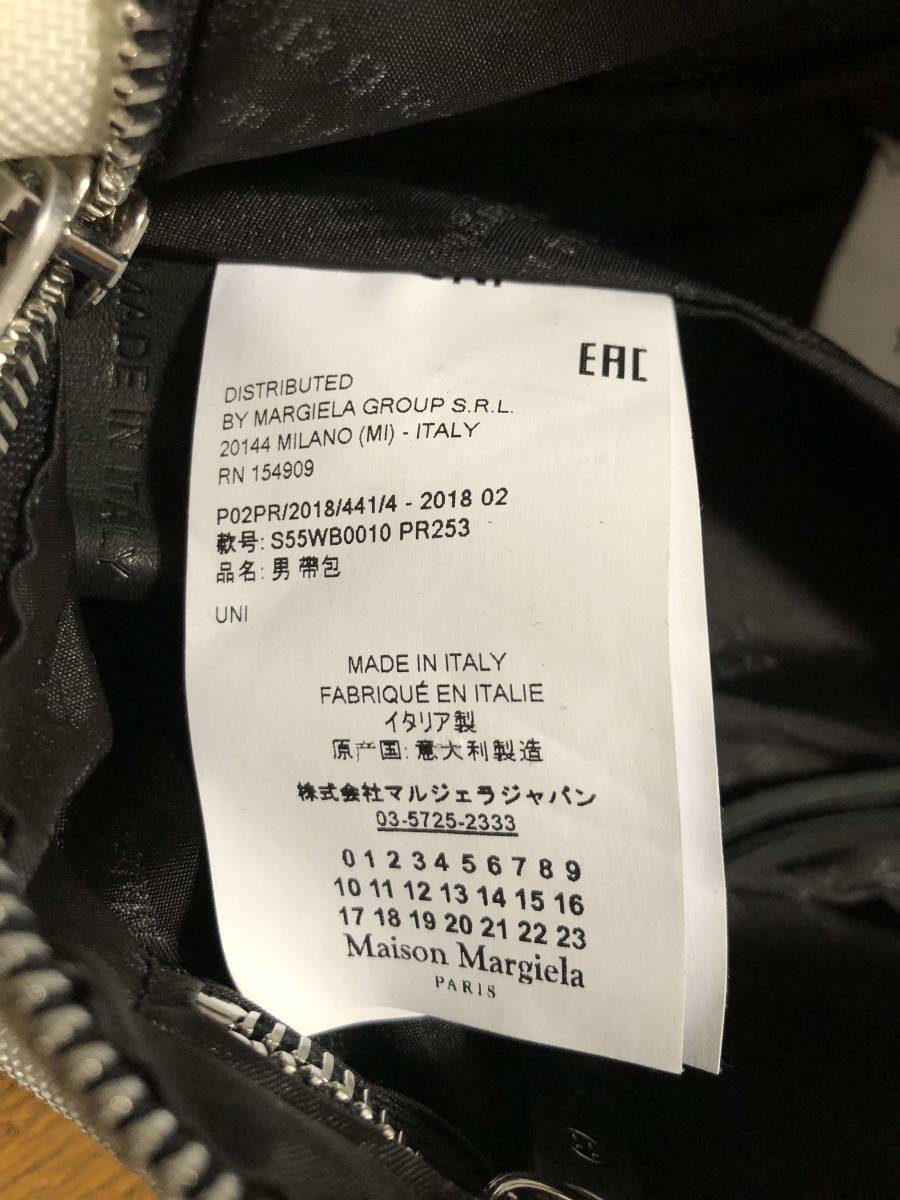 EAC
DISTRIBUTED
BY MARGIELA GROUP S.R.L.
20144 MILANO (MI) - ITALY
RN 154909
P02PR/2018/441/4 - 2018 02
款号: S55WB0010 PR253
品名: 男 帶包
UNI
MADE IN ITALY
FABRIQUÉ EN ITALIE
イタリア製
原产国: 意大利製造
株式会社マルジェラジャパン
03-5725-2333
0 1 2 3 4 5 6 7 8 9
10 11 12 13 14 15 16
17 18 19 20 21 22 23
Maison Margiela
PARIS
MADE IN ITALY